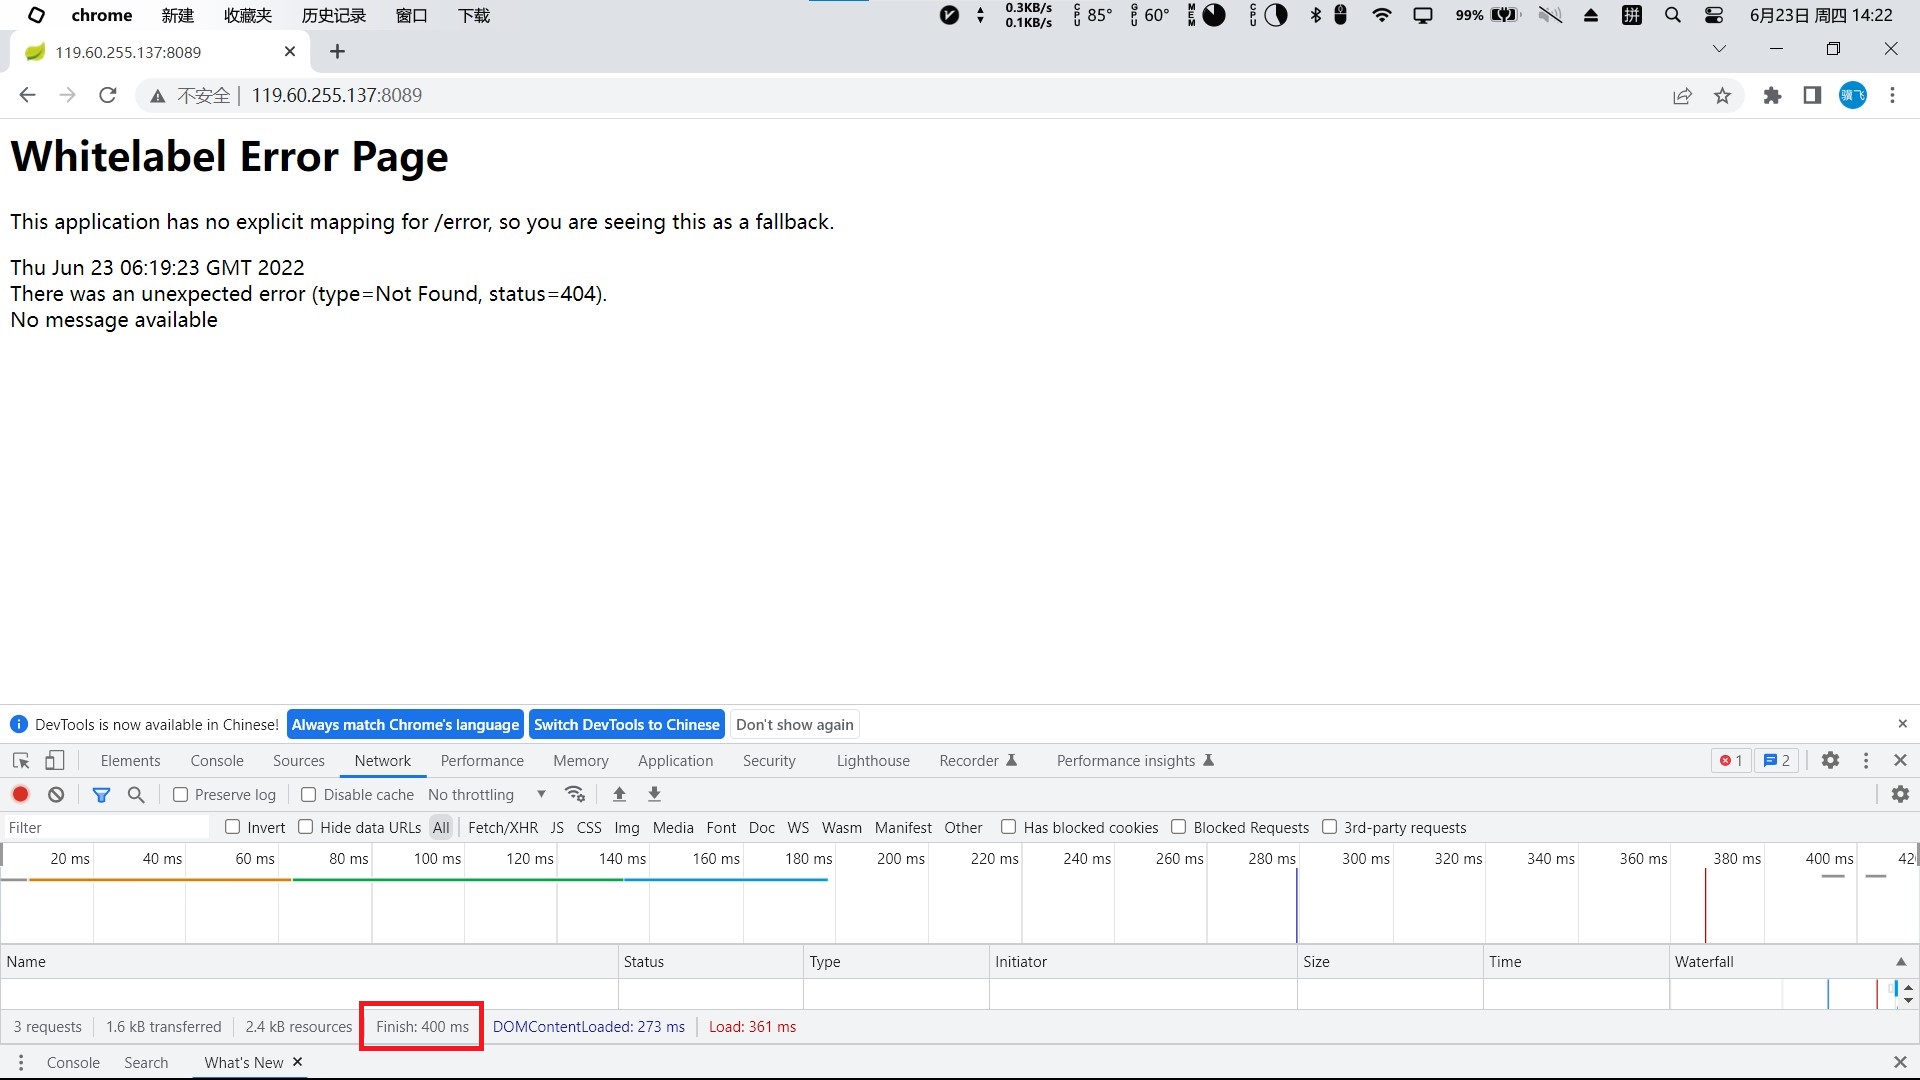 chrome 新建 收藏夹 历史记录 窗口 下载 0.3KB/s 0.1KB/s CPU 85° GPU 60° MEM CPU 99% 拼 6月23日 周四 14:22
119.60.255.137:8089
不安全 119.60.255.137:8089 骥飞
Whitelabel Error Page
This application has no explicit mapping for /error, so you are seeing this as a fallback.
Thu Jun 23 06:19:23 GMT 2022
There was an unexpected error (type=Not Found, status=404).
No message available
DevTools is now available in Chinese! Always match Chrome's language Switch DevTools to Chinese Don't show again
Elements Console Sources Network Performance Memory Application Security Lighthouse Recorder Performance insights 1 2
Preserve log Disable cache No throttling
Filter Invert Hide data URLs All Fetch/XHR JS CSS Img Media Font Doc WS Wasm Manifest Other Has blocked cookies Blocked Requests 3rd-party requests
20 ms 40 ms 60 ms 80 ms 100 ms 120 ms 140 ms 160 ms 180 ms 200 ms 220 ms 240 ms 260 ms 280 ms 300 ms 320 ms 340 ms 360 ms 380 ms 400 ms 42
Name Status Type Initiator Size Time Waterfall
3 requests 1.6 kB transferred 2.4 kB resources Finish: 400 ms DOMContentLoaded: 273 ms Load: 361 ms
Console Search What's New